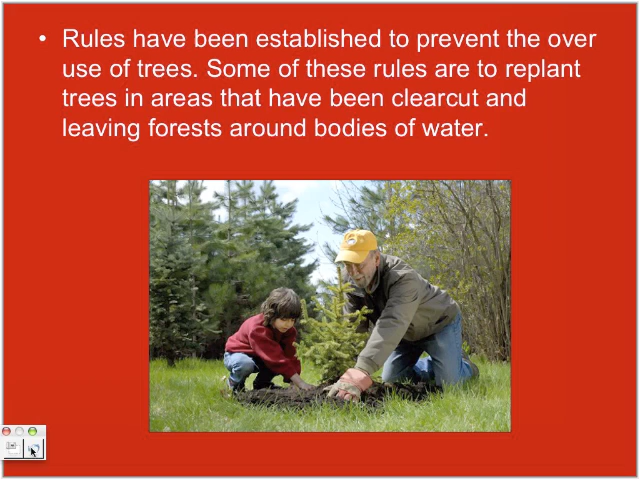 • Rules have been established to prevent the over
use of trees. Some of these rules are to replant
trees in areas that have been clearcut and
leaving forests around bodies of water.